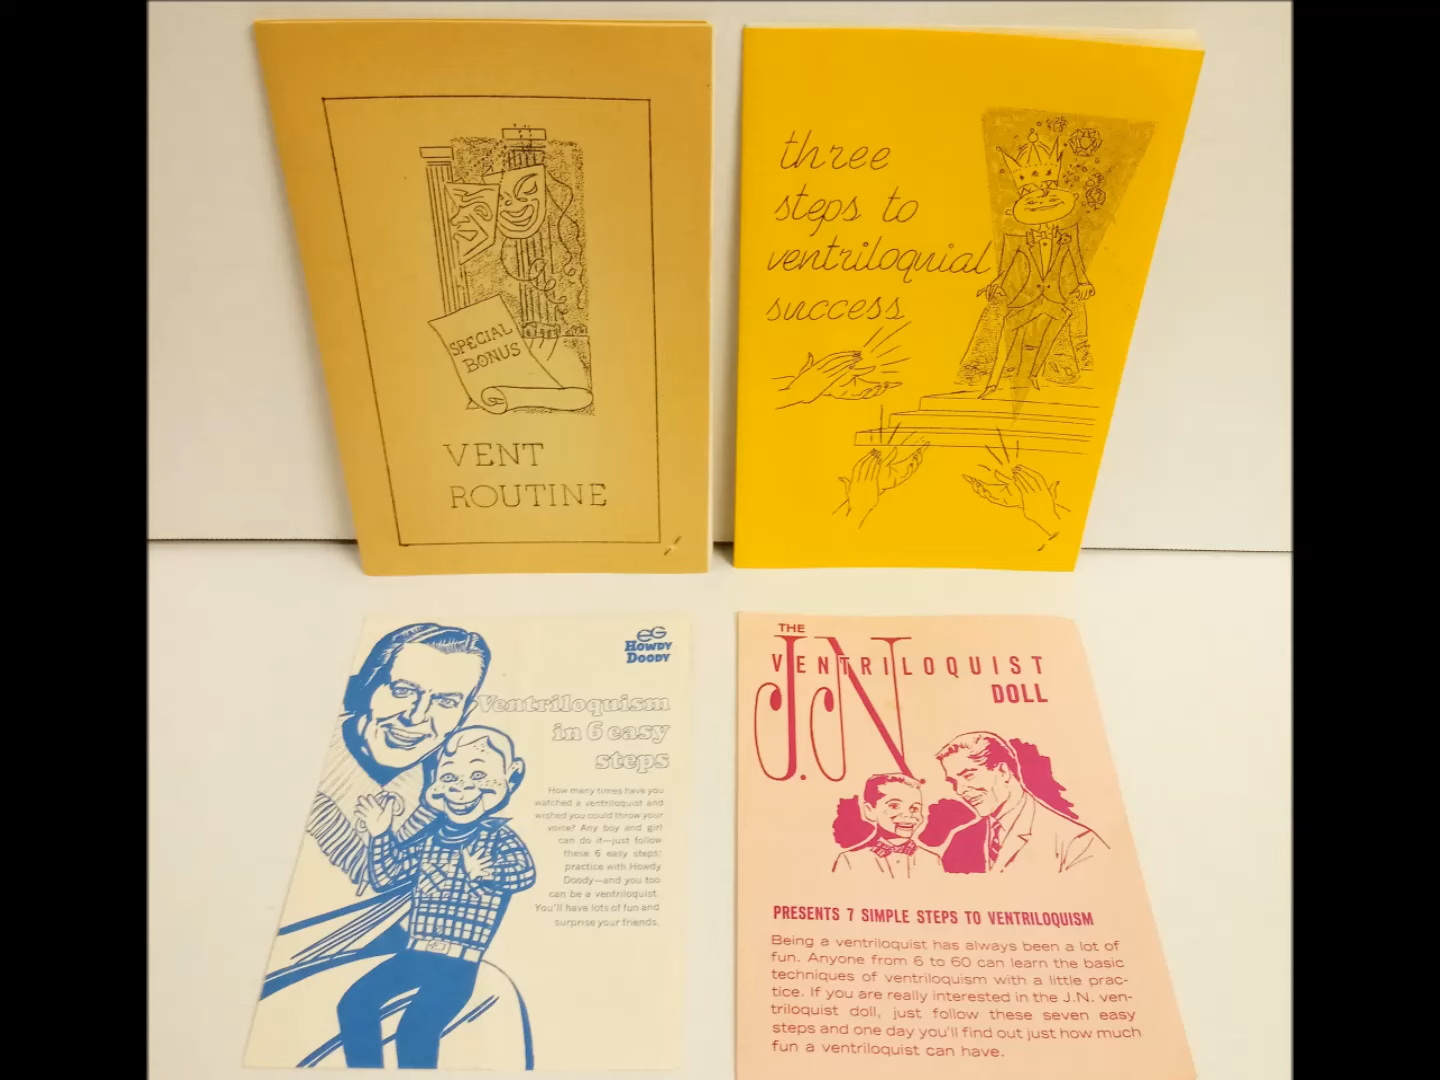 SPECIAL
BONUS
VENT
ROUTINE
three
steps to
ventriloquial
success
eG
HOWDY
DOODY
Ventriloquism
in 6 easy
steps
How many times have you
watched a ventriloquist and
wished you could throw your
voice? Any boy and girl
can do it—just follow
these 6 easy steps;
practice with Howdy
Doody—and you too
can be a ventriloquist.
You'll have lots of fun and
surprise your friends.
THE
J.N.
VENTRILOQUIST
DOLL
PRESENTS 7 SIMPLE STEPS TO VENTRILOQUISM
Being a ventriloquist has always been a lot of
fun. Anyone from 6 to 60 can learn the basic
techniques of ventriloquism with a little prac-
tice. If you are really interested in the J.N. ven-
triloquist doll, just follow these seven easy
steps and one day you'll find out just how much
fun a ventriloquist can have.